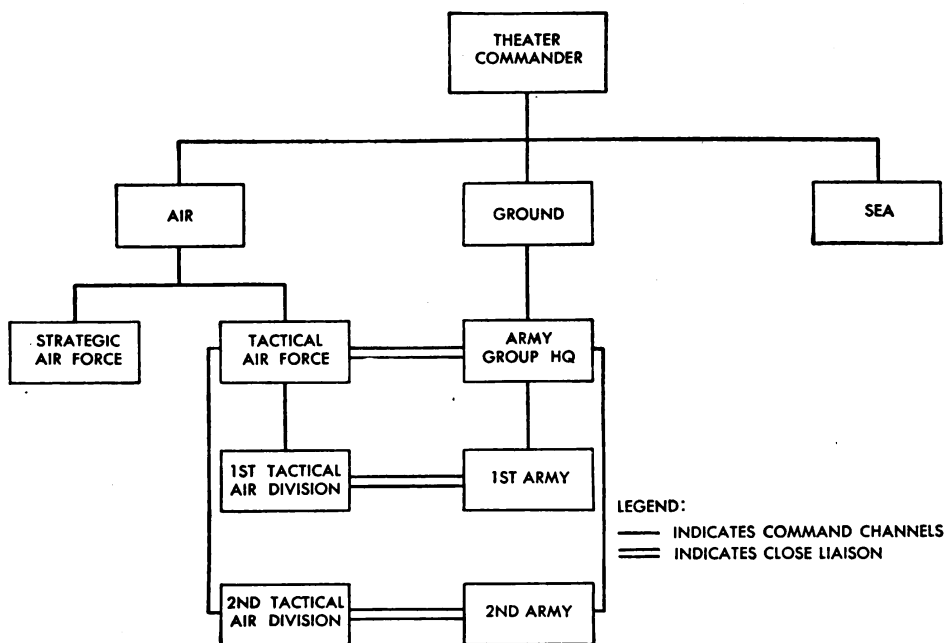 THEATER
COMMANDER
AIR
GROUND
SEA
STRATEGIC
AIR FORCE
TACTICAL
AIR FORCE
ARMY
GROUP HQ
1ST TACTICAL
AIR DIVISION
1ST ARMY
LEGEND:
INDICATES COMMAND CHANNELS
INDICATES CLOSE LIAISON
2ND TACTICAL
AIR DIVISION
2ND ARMY